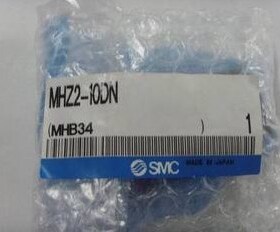 MHZ2-10DN
(MHB34 ) 1
SMC MADE IN JAPAN